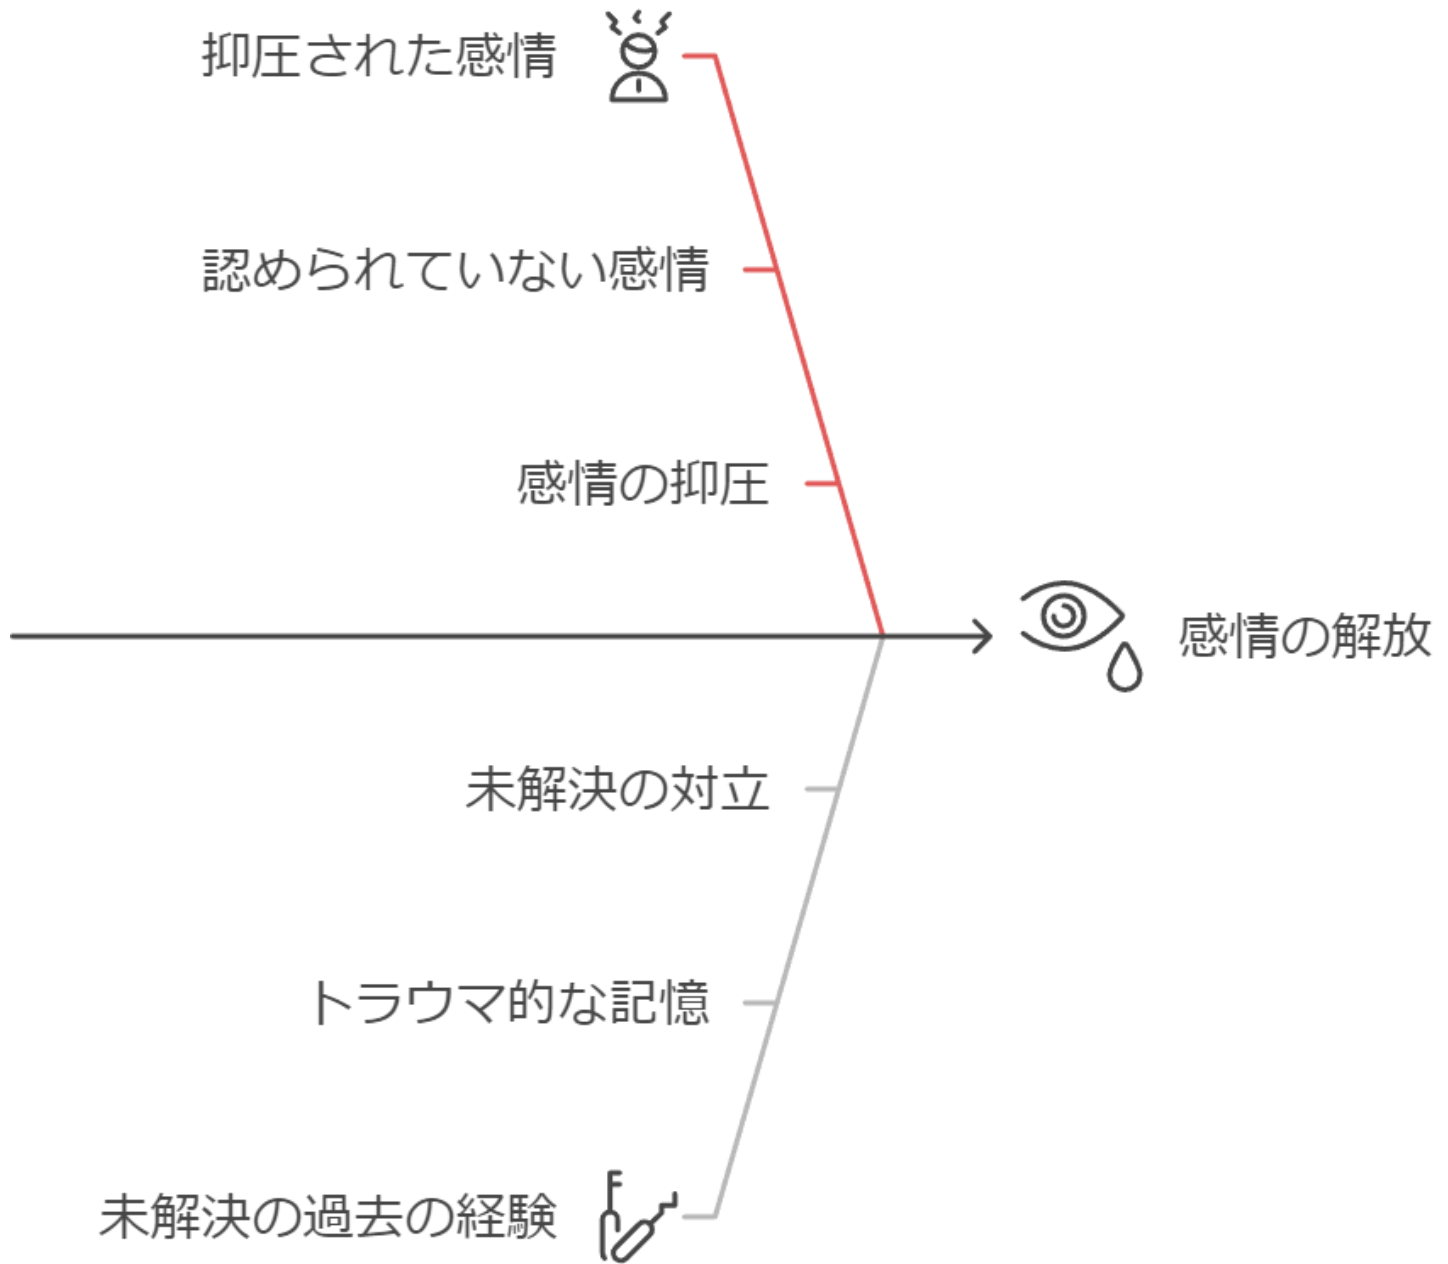 抑圧された感情
認められていない感情
感情の抑圧
感情の解放
未解決の対立
トラウマ的な記憶
未解決の過去の経験